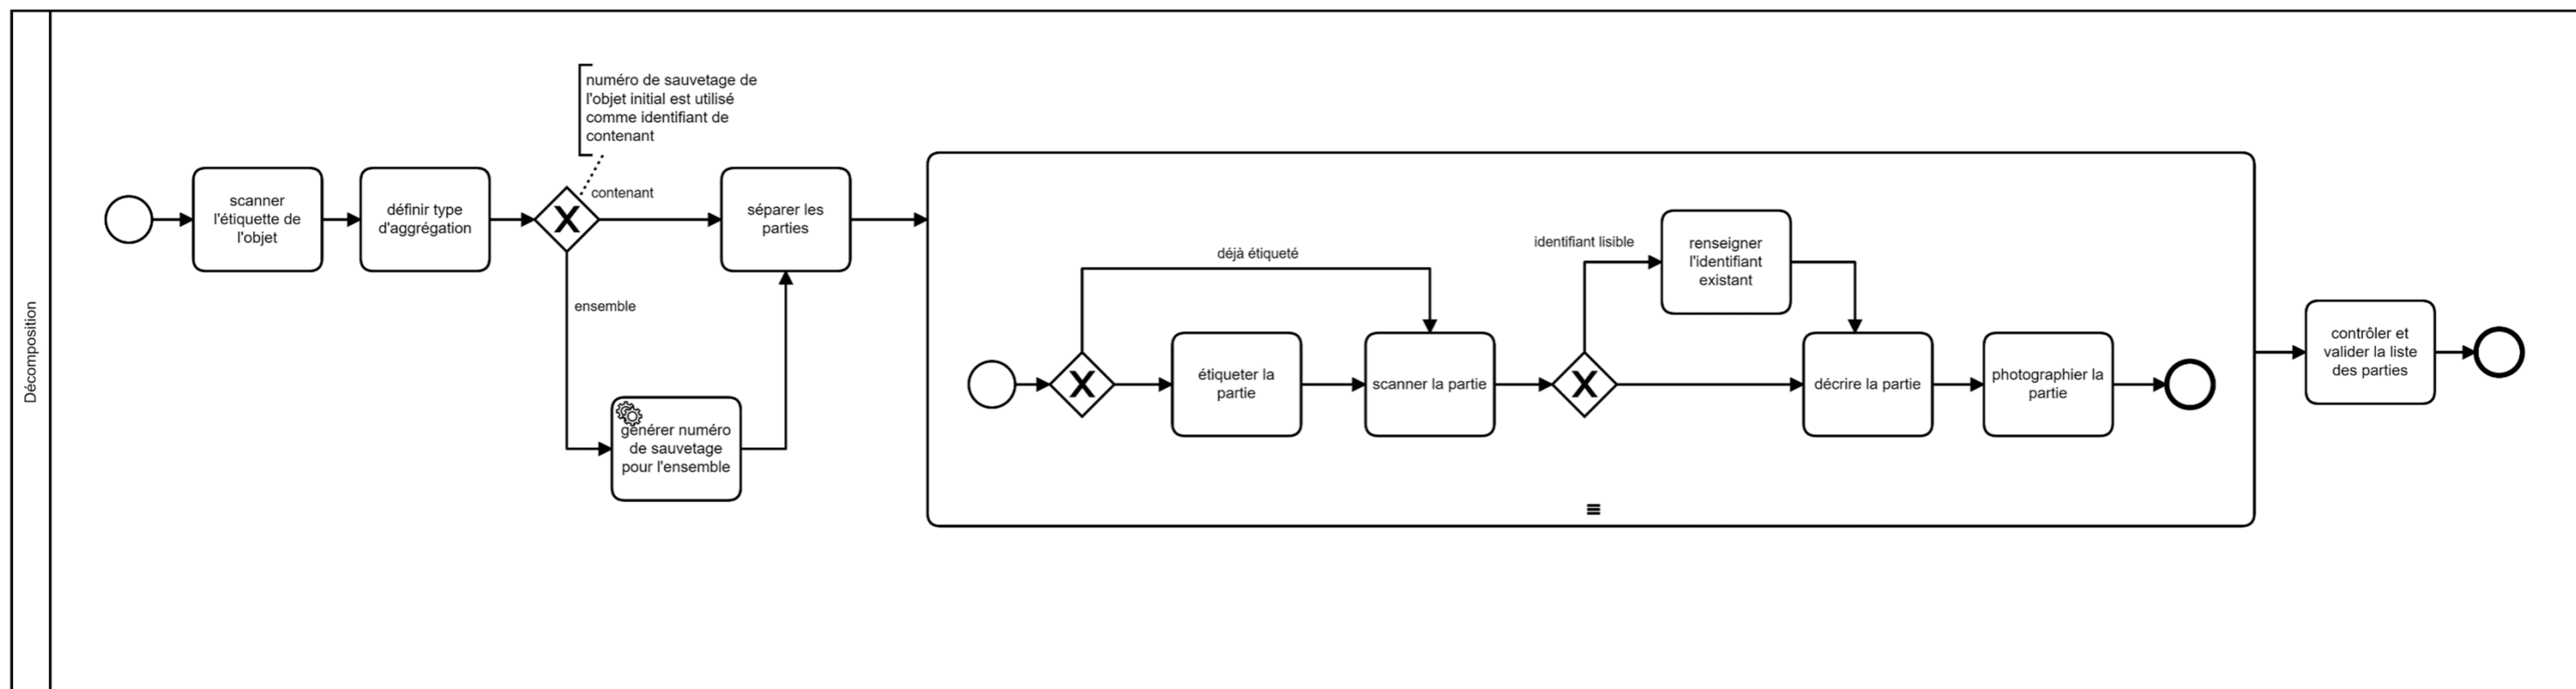 Décomposition
numéro de sauvetage de
l'objet initial est utilisé
comme identifiant de
contenant
scanner
l'étiquette de
l'objet
définir type
d'aggrégation
contenant
séparer les
parties
ensemble
générer numéro
de sauvetage
pour l'ensemble
déjà étiqueté
étiqueter la
partie
scanner la partie
identifiant lisible
renseigner
l'identifiant
existant
décrire la partie
photographier la
partie
contrôler et
valider la liste
des parties